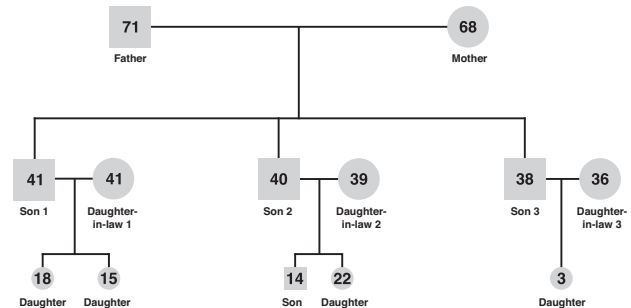 71
68
Father
Mother
41
41
40
39
38
36
Son 1
Daughter-
in-law 1
Son 2
Daughter-
in-law 2
Son 3
Daughter-
in-law 3
18
15
14
22
3
Daughter
Daughter
Son
Daughter
Daughter